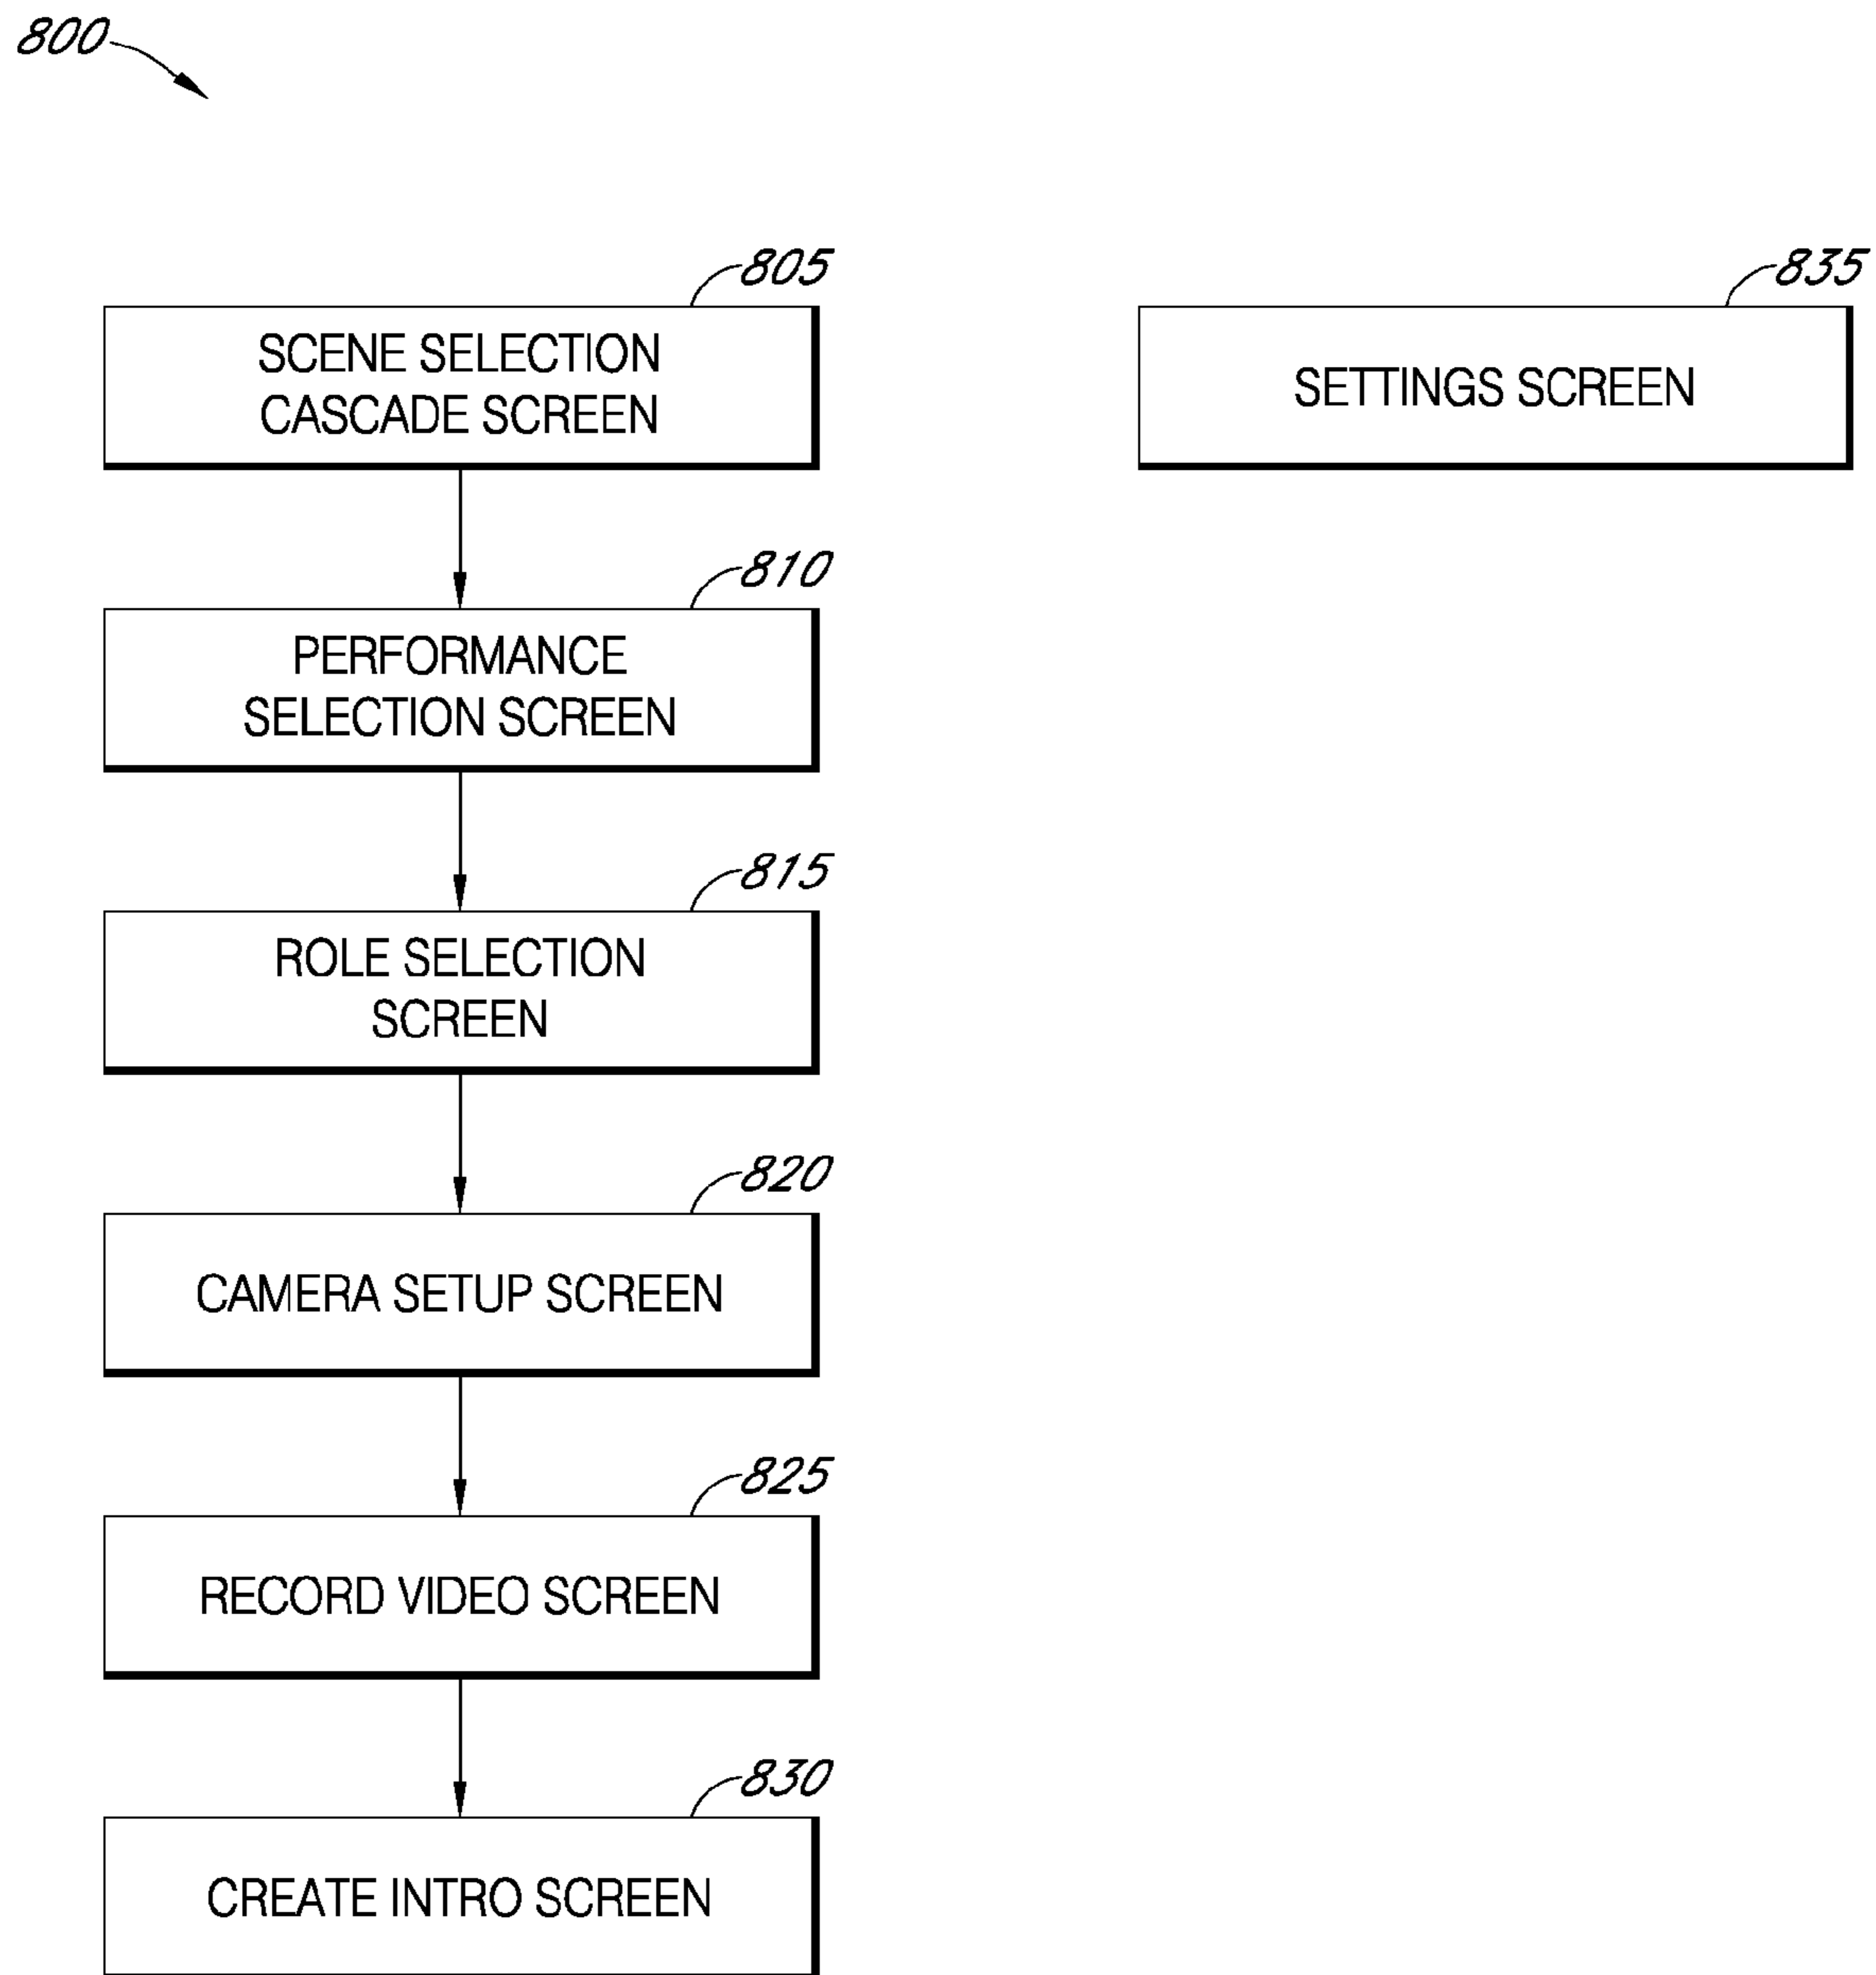 800
805
SCENE SELECTION
CASCADE SCREEN
835
SETTINGS SCREEN
810
PERFORMANCE
SELECTION SCREEN
815
ROLE SELECTION
SCREEN
820
CAMERA SETUP SCREEN
825
RECORD VIDEO SCREEN
830
CREATE INTRO SCREEN